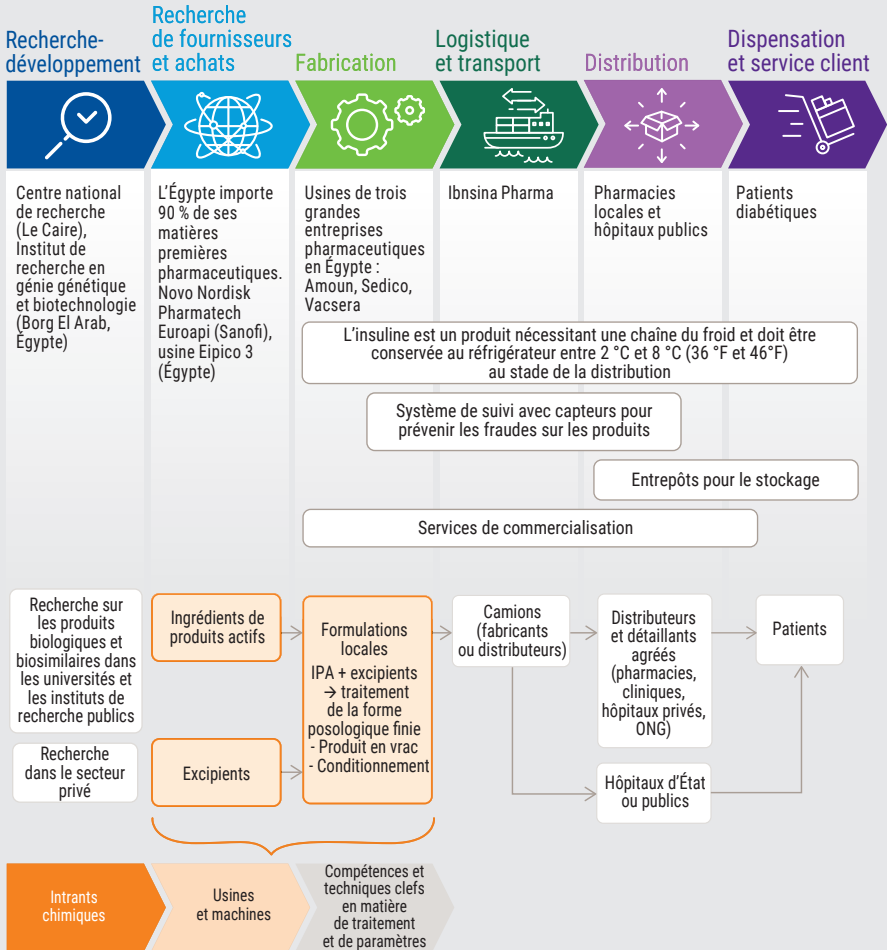 Recherche-
développement
Recherche
de fournisseurs
et achats
Fabrication
Logistique
et transport
Distribution
Dispensation
et service client
Centre national
de recherche
(Le Caire),
Institut de
recherche en
génie génétique
et biotechnologie
(Borg El Arab,
Égypte)
L'Égypte importe
90 % de ses
matières
premières
pharmaceutiques.
Novo Nordisk
Pharmatech
Euroapi (Sanofi),
usine Eipico 3
(Égypte)
Usines de trois
grandes
entreprises
pharmaceutiques
en Égypte :
Amoun, Sedico,
Vacsera
Ibnsina Pharma
Pharmacies
locales et
hôpitaux publics
Patients
diabétiques
L'insuline est un produit nécessitant une chaîne du froid et doit être
conservée au réfrigérateur entre 2 °C et 8 °C (36 °F et 46°F)
au stade de la distribution
Système de suivi avec capteurs pour
prévenir les fraudes sur les produits
Entrepôts pour le stockage
Services de commercialisation
Recherche sur
les produits
biologiques et
biosimilaires dans
les universités et
les instituts de
recherche publics
Recherche
dans le secteur
privé
Ingrédients de
produits actifs
Excipients
Formulations
locales
IPA + excipients
→ traitement
de la forme
posologique finie
- Produit en vrac
- Conditionnement
Camions
(fabricants
ou distributeurs)
Distributeurs
et détaillants
agréés
(pharmacies,
cliniques,
hôpitaux privés,
ONG)
Hôpitaux d'État
ou publics
Patients
Intrants
chimiques
Usines
et machines
Compétences et
techniques clefs
en matière
de traitement
et de paramètres